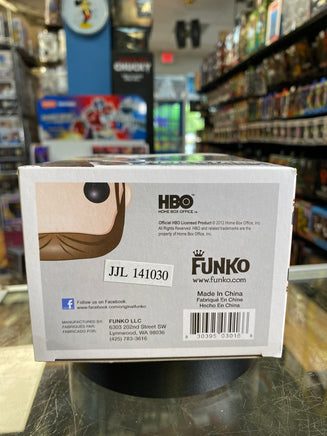 HBO
HOME BOX OFFICE
Official HBO Licensed Product © 2012 Home Box Office, Inc.
All Rights Reserved. HBO and related trademarks are the
property of Home Box Office, Inc.
JJL 141030
FUNKO
www.funko.com
Made In China
Fabriqué En Chine
Hecho En China
Follow us on Facebook
www.facebook.com/originalfunko
MANUFACTURED BY:
FABRIQUÉS PAR:
FABRICADO POR:
FUNKO LLC
6303 202nd Street SW
Lynnwood, WA 98036
(425) 783-3616
8 30395 03015